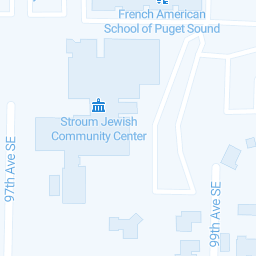 French American
School of Puget Sound
Stroum Jewish
Community Center
97th Ave SE
99th Ave SE